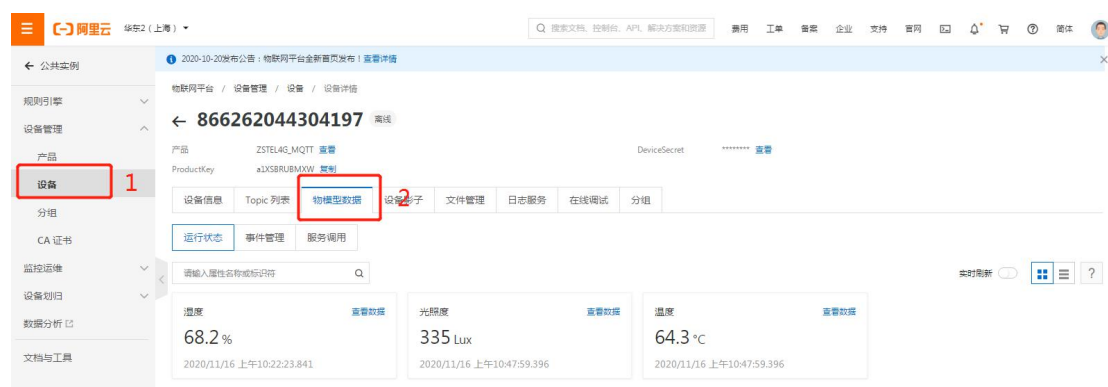 阿里云 华东2（上海） 搜索文档、控制台、API、解决方案和资源 费用 工单 备案 企业 支持 官网 简体
公共实例
2020-10-20发布公告：物联网平台全新首页发布！查看详情
物联网平台 / 设备管理 / 设备 / 设备详情
规则引擎
设备管理
产品
设备 1
分组
CA 证书
监控运维
设备划归
数据分析
文档与工具
866262044304197 离线
产品 ZSTEL4G_MQTT 查看 DeviceSecret ******** 查看
ProductKey a1XSBRUBMXW 复制
设备信息 Topic 列表 物模型数据 2 设备影子 文件管理 日志服务 在线调试 分组
运行状态 事件管理 服务调用
请输入属性名称或标识符 实时刷新 ?
湿度 查看数据 光照度 查看数据 温度 查看数据
68.2 % 335 Lux 64.3 °C
2020/11/16 上午10:22:23.841 2020/11/16 上午10:47:59.396 2020/11/16 上午10:47:59.396